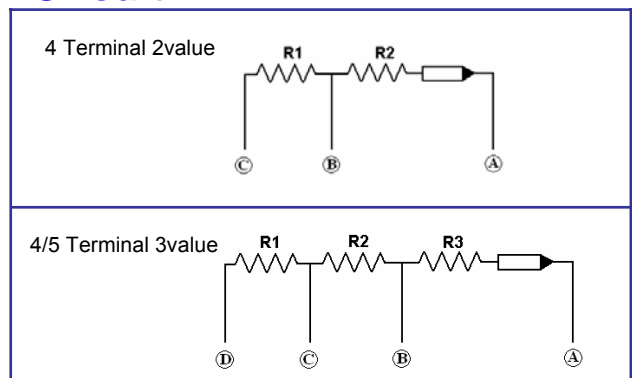 4 Terminal 2value
R1 R2
C B A
4/5 Terminal 3value
R1 R2 R3
D C B A